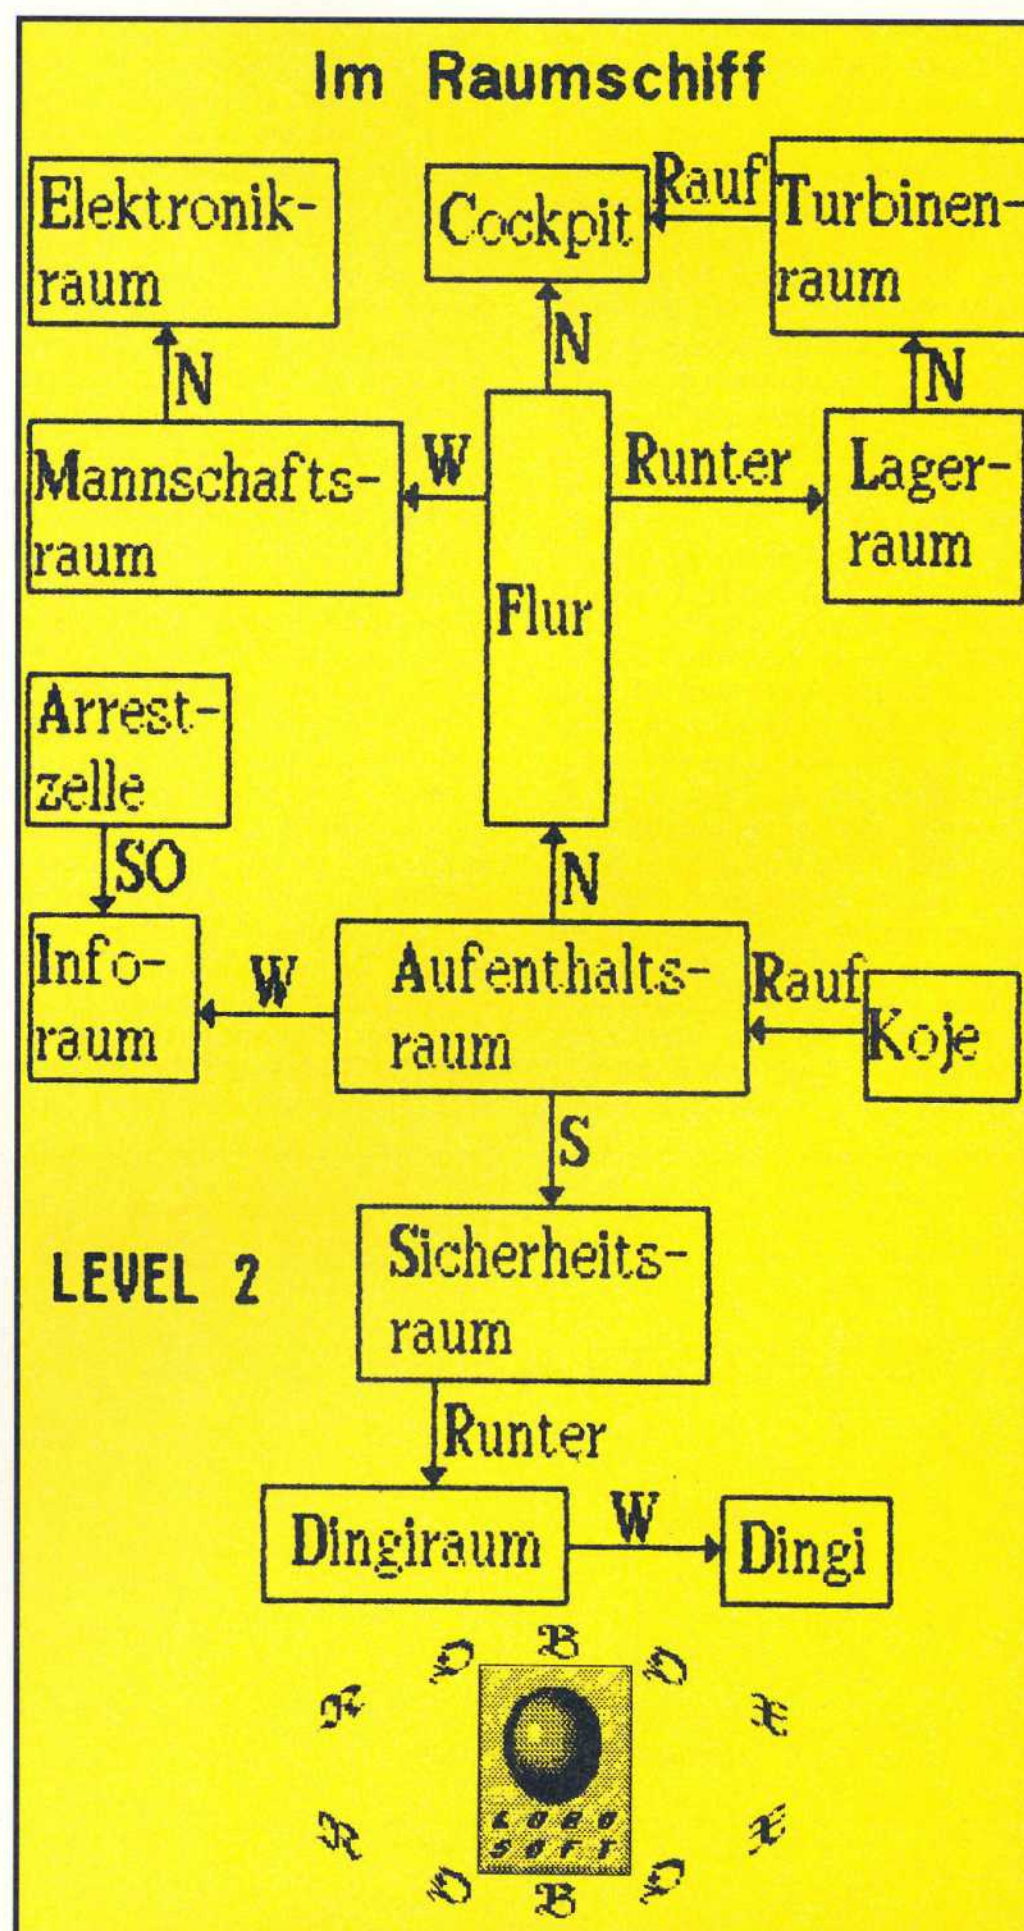 Im Raumschiff
Elektronik-
raum
Cockpit
Rauf
Turbinen-
raum
N
N
N
Mannschafts-
raum
W
Flur
Runter
Lager-
raum
Arrest-
zelle
SO
N
Info-
raum
W
Aufenthalts-
raum
Rauf
Koje
S
LEVEL 2
Sicherheits-
raum
Runter
Dingiraum
W
Dingi
LORO
SOFT